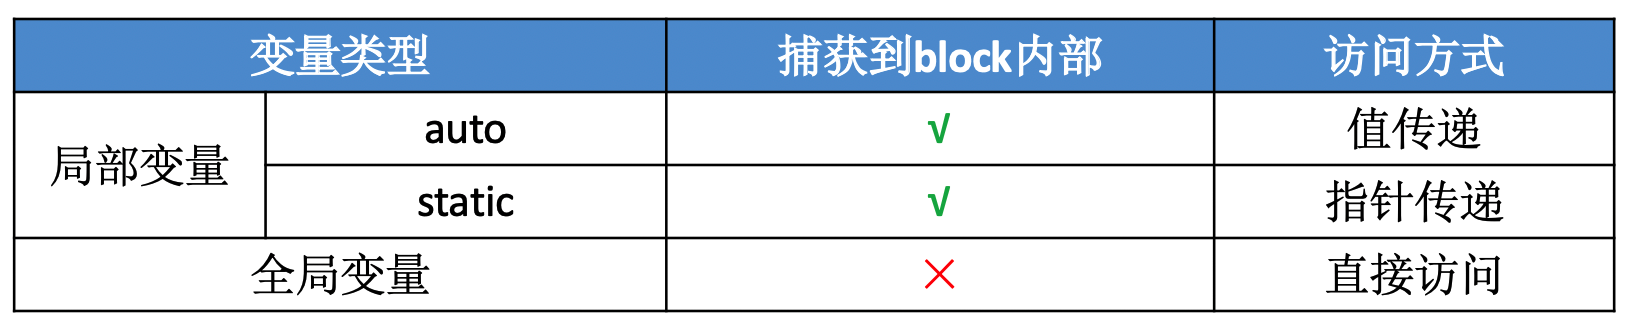 变量类型 捕获到block内部 访问方式
局部变量 auto √ 值传递
static √ 指针传递
全局变量 × 直接访问